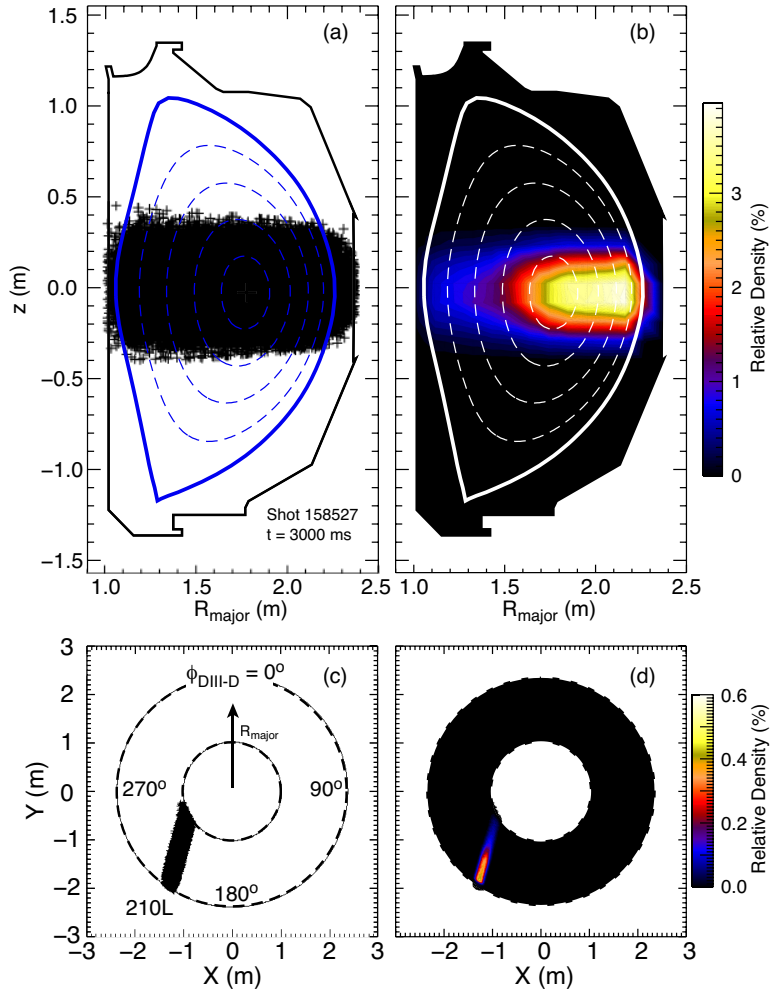 (a)
(b)
z (m)
1.5
1.0
0.5
0.0
−0.5
−1.0
−1.5
Shot 158527
t = 3000 ms
1.0 1.5 2.0 2.5
1.0 1.5 2.0 2.5
R_major (m)
R_major (m)
3
2
1
0
Relative Density (%)
(c)
(d)
Y (m)
3
2
1
0
−1
−2
−3
ϕ_DIII-D = 0º
R_major
270º
90º
180º
210L
−3 −2 −1 0 1 2 3
−3 −2 −1 0 1 2 3
X (m)
X (m)
0.6
0.4
0.2
0.0
Relative Density (%)